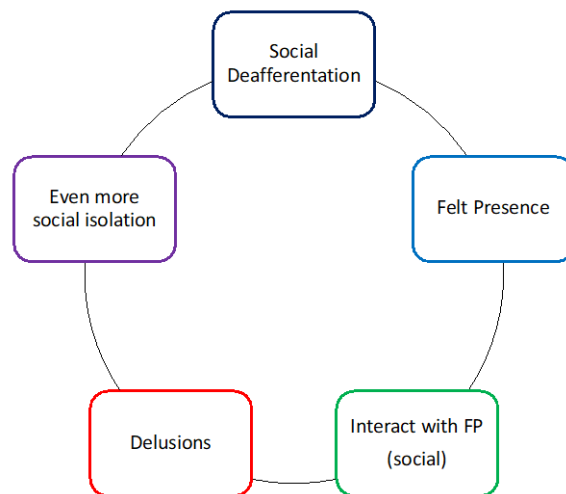 Social
Deafferentation
Felt Presence
Interact with FP
(social)
Delusions
Even more
social isolation